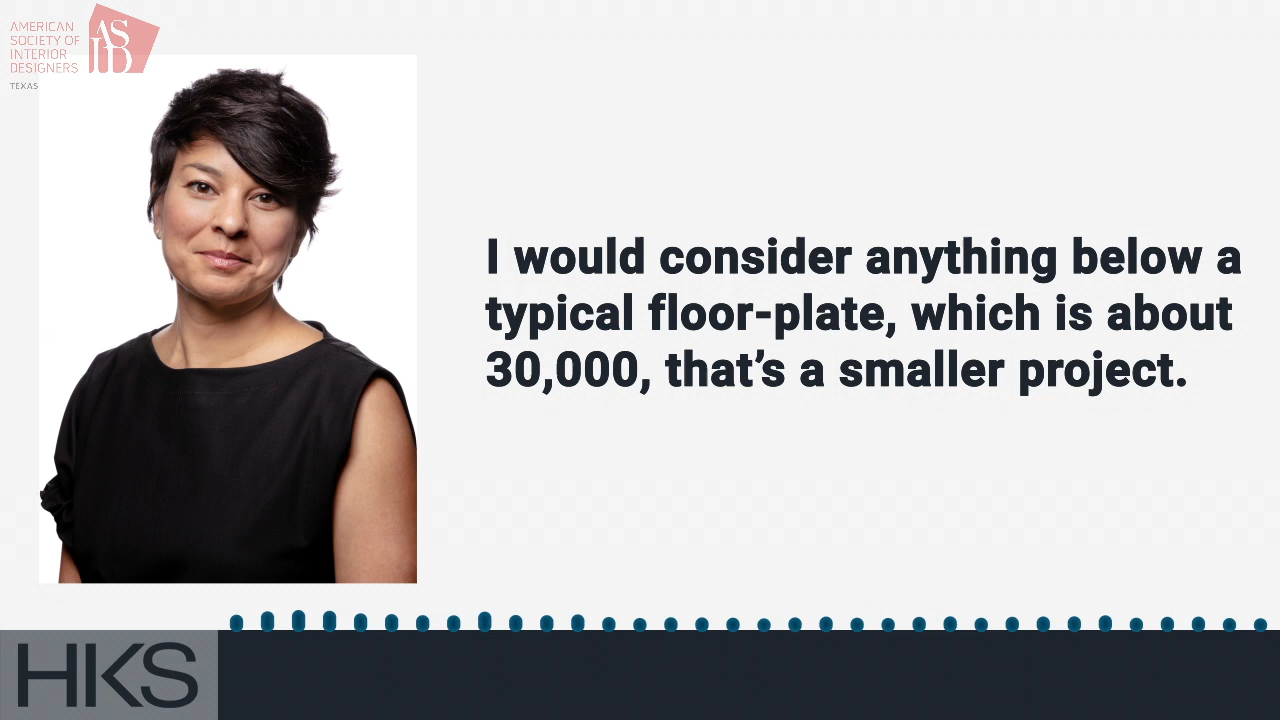 AMERICAN
SOCIETY OF
INTERIOR
DESIGNERS
ASID
TEXAS
I would consider anything below a
typical floor-plate, which is about
30,000, that’s a smaller project.
HKS